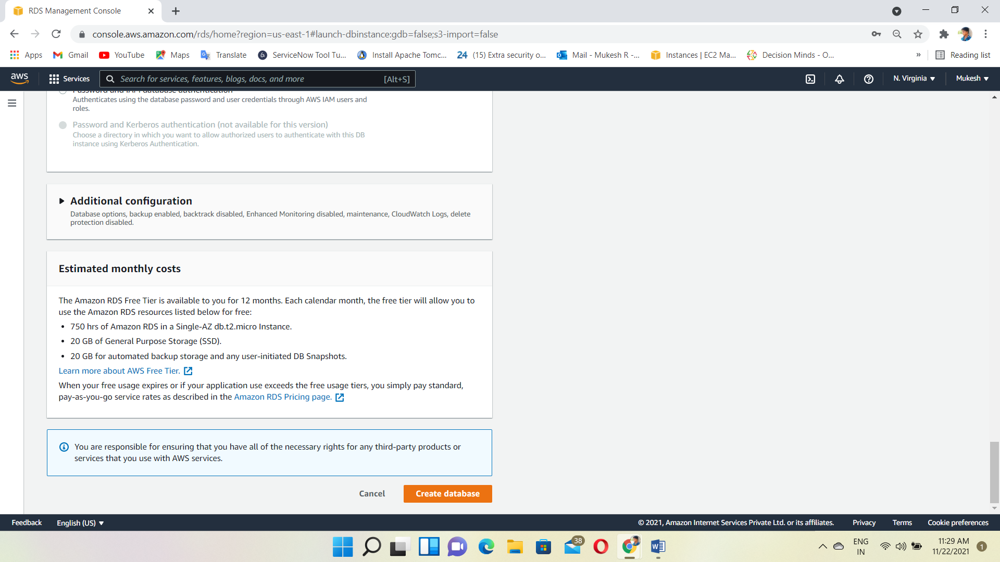 RDS Management Console
console.aws.amazon.com/rds/home?region=us-east-1#launch-dbinstance:gdb=false;s3-import=false
Apps Gmail YouTube Maps Translate ServiceNow Tool Tu... Install Apache Tomc... 24 (15) Extra security o... Mail - Mukesh R -... Instances | EC2 Ma... Decision Minds - O... » Reading list
aws Services Search for services, features, blogs, docs, and more [Alt+S] N. Virginia Mukesh
Password and IAM database authentication
Authenticates using the database password and user credentials through AWS IAM users and
roles.
Password and Kerberos authentication (not available for this version)
Choose a directory in which you want to allow authorized users to authenticate with this DB
instance using Kerberos Authentication.
Additional configuration
Database options, backup enabled, backtrack disabled, Enhanced Monitoring disabled, maintenance, CloudWatch Logs, delete
protection disabled.
Estimated monthly costs
The Amazon RDS Free Tier is available to you for 12 months. Each calendar month, the free tier will allow you to
use the Amazon RDS resources listed below for free:
• 750 hrs of Amazon RDS in a Single-AZ db.t2.micro Instance.
• 20 GB of General Purpose Storage (SSD).
• 20 GB for automated backup storage and any user-initiated DB Snapshots.
Learn more about AWS Free Tier.
When your free usage expires or if your application use exceeds the free usage tiers, you simply pay standard,
pay-as-you-go service rates as described in the Amazon RDS Pricing page.
You are responsible for ensuring that you have all of the necessary rights for any third-party products or
services that you use with AWS services.
Cancel Create database
Feedback English (US) © 2021, Amazon Internet Services Private Ltd. or its affiliates. Privacy Terms Cookie preferences
38
ENG
IN
11:29 AM
11/22/2021
1